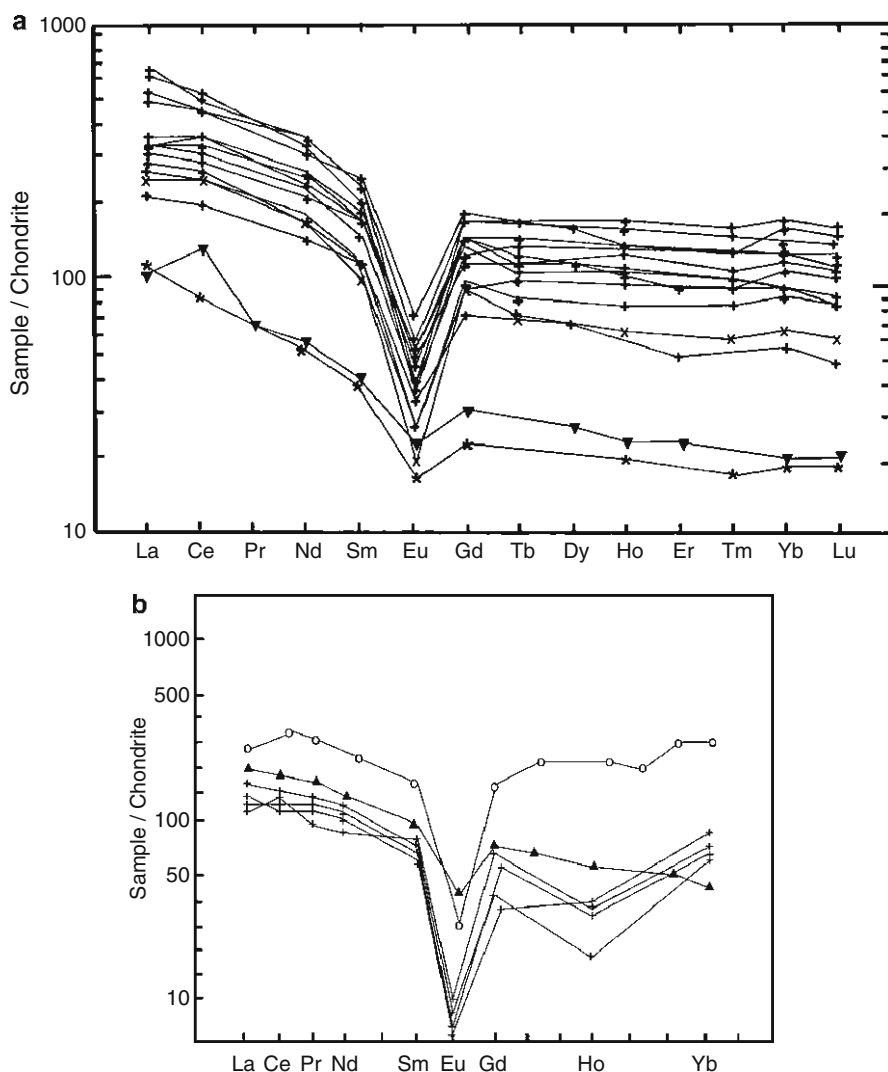 a
1000
100
10
Sample / Chondrite
La Ce Pr Nd Sm Eu Gd Tb Dy Ho Er Tm Yb Lu
b
1000
500
100
50
10
Sample / Chondrite
La Ce Pr Nd Sm Eu Gd Ho Yb